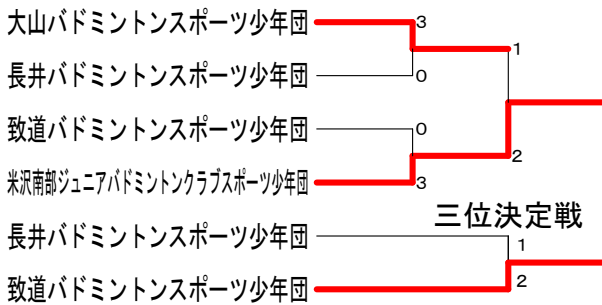 大山バドミントンスポーツ少年団 3
1
長井バドミントンスポーツ少年団 0
致道バドミントンスポーツ少年団 0
2
米沢南部ジュニアバドミントンクラブスポーツ少年団 3
三位決定戦
長井バドミントンスポーツ少年団 1
致道バドミントンスポーツ少年団 2